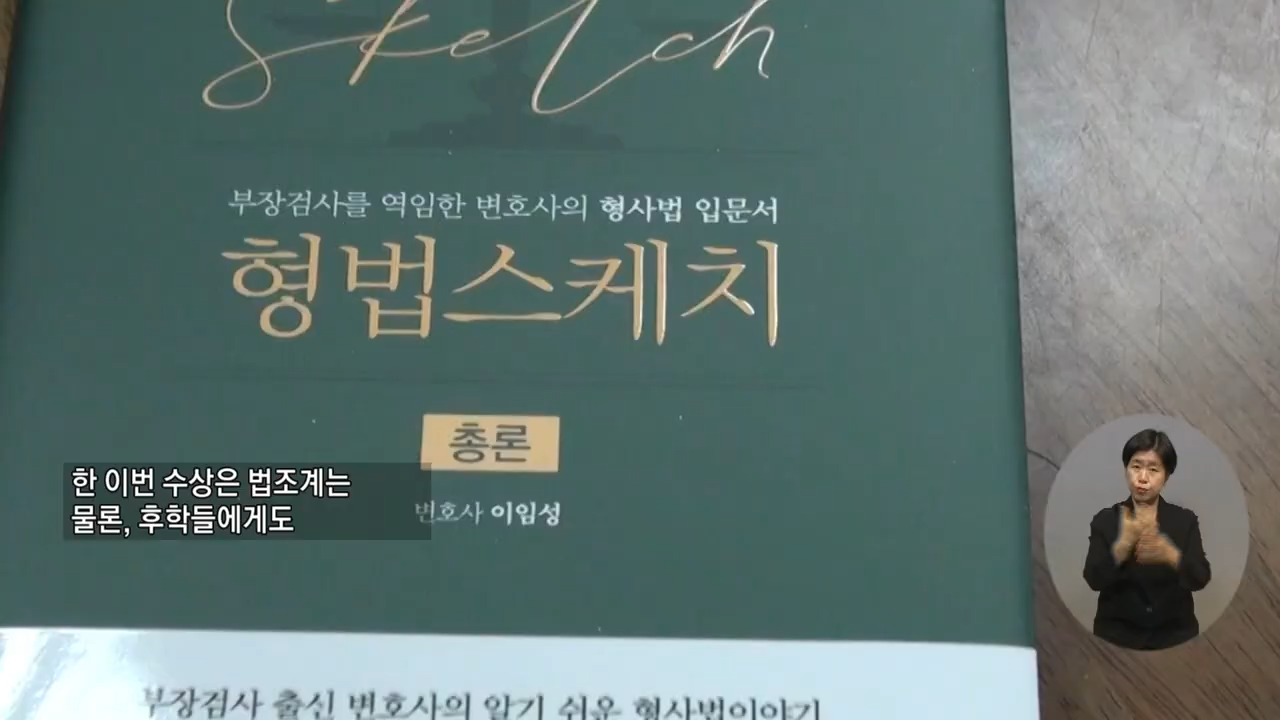 Sketch
부장검사를 역임한 변호사의 형사법 입문서
형법스케치
총론
변호사 이임성
한 이번 수상은 법조계는
물론, 후학들에게도
부장검사 출신 변호사의 알기 쉬운 형사법이야기